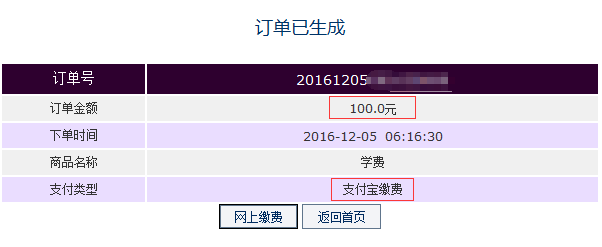 订单已生成
订单号 20161205
订单金额 100.0元
下单时间 2016-12-05 06:16:30
商品名称 学费
支付类型 支付宝缴费
网上缴费 返回首页